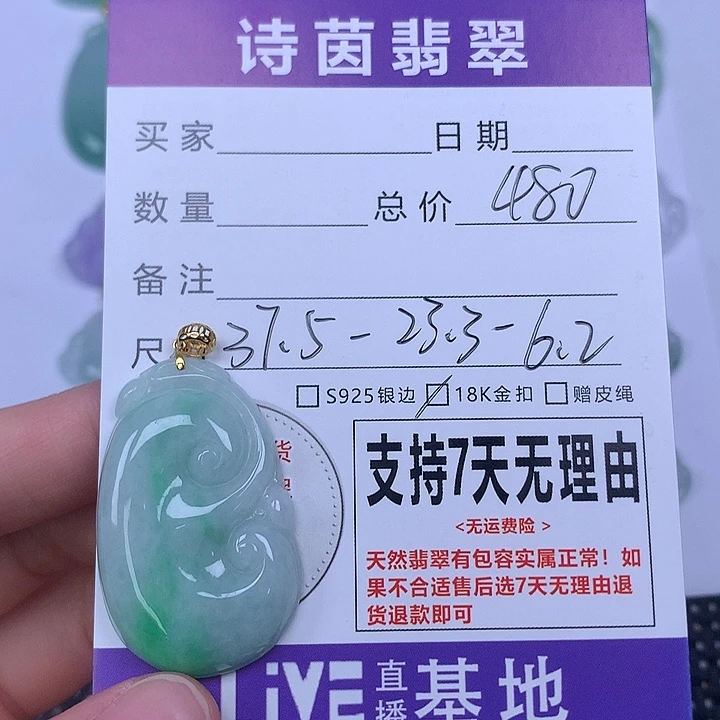 诗茵翡翠
买家 日期
数量 总价 480
备注
尺 37.5-23.3-6.2
S925银边 18K金扣 赠皮绳
货
支持7天无理由
<无运费险>
天然翡翠有包容实属正常！如
果不合适售后选7天无理由退
货退款即可
iVE 直播 基地